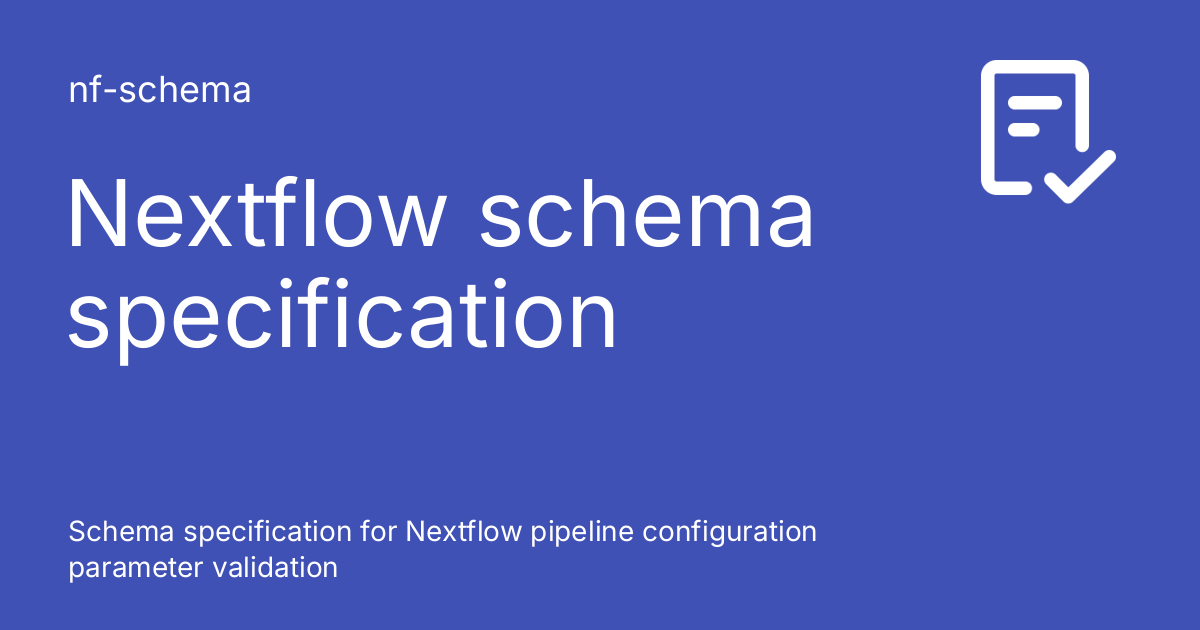 nf-schema
Nextflow schema
specification
Schema specification for Nextflow pipeline configuration
parameter validation